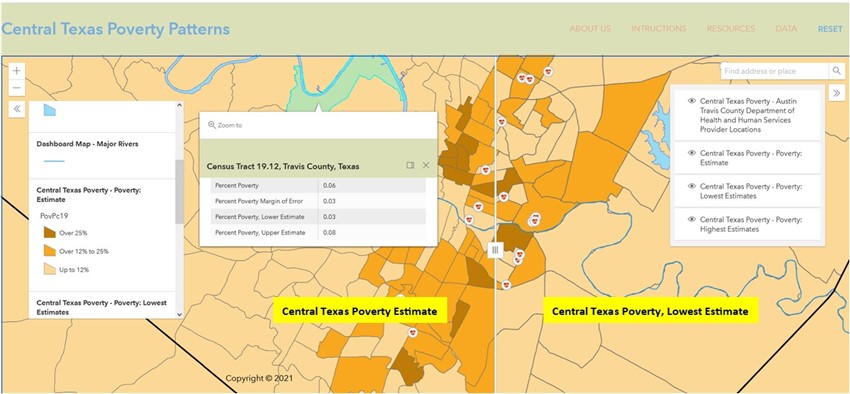 Central Texas Poverty Patterns
ABOUT US INTRUCTIONS RESOURCES DATA RESET
+
−
Find address or place
Dashboard Map - Major Rivers
Central Texas Poverty - Poverty:
Estimate
PovPc19
Over 25%
Over 12% to 25%
Up to 12%
Central Texas Poverty - Poverty: Lowest
Estimates
Zoom to
Census Tract 19.12, Travis County, Texas
Percent Poverty 0.06
Percent Poverty Margin of Error 0.03
Percent Poverty, Lower Estimate 0.03
Percent Poverty, Upper Estimate 0.08
Central Texas Poverty - Austin
Travis County Department of
Health and Human Services
Provider Locations
Central Texas Poverty - Poverty:
Estimate
Central Texas Poverty - Poverty:
Lowest Estimates
Central Texas Poverty - Poverty:
Highest Estimates
Central Texas Poverty Estimate
Central Texas Poverty, Lowest Estimate
Copyright © 2021